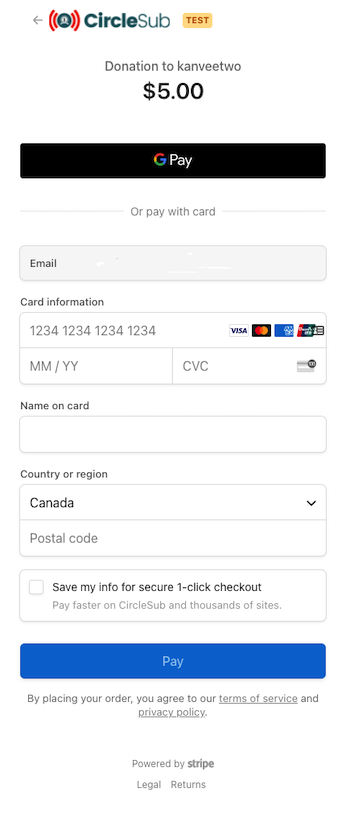 CircleSub TEST
Donation to kanveetwo
$5.00
G Pay
Or pay with card
Email
Card information
1234 1234 1234 1234 VISA
MM / YY CVC
Name on card
Country or region
Canada
Postal code
Save my info for secure 1-click checkout
Pay faster on CircleSub and thousands of sites.
Pay
By placing your order, you agree to our terms of service and
privacy policy.
Powered by stripe
Legal Returns